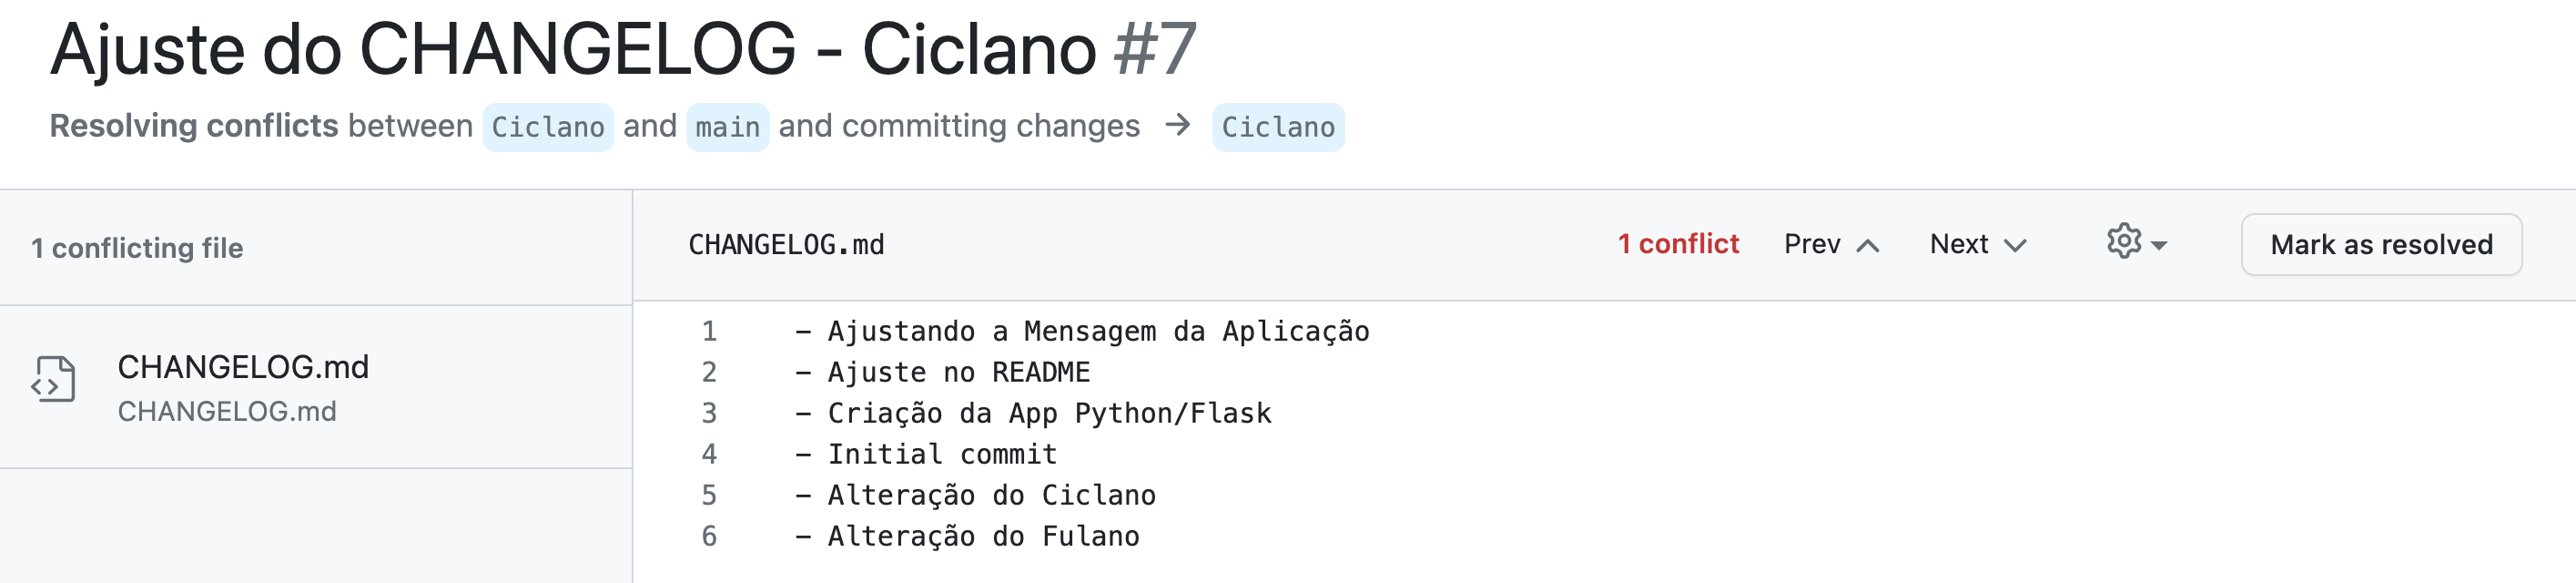 Ajuste do CHANGELOG - Ciclano #7
Resolving conflicts between Ciclano and main and committing changes → Ciclano
1 conflicting file
CHANGELOG.md
CHANGELOG.md
CHANGELOG.md 1 conflict Prev Next Mark as resolved
1 - Ajustando a Mensagem da Aplicação
2 - Ajuste no README
3 - Criação da App Python/Flask
4 - Initial commit
5 - Alteração do Ciclano
6 - Alteração do Fulano